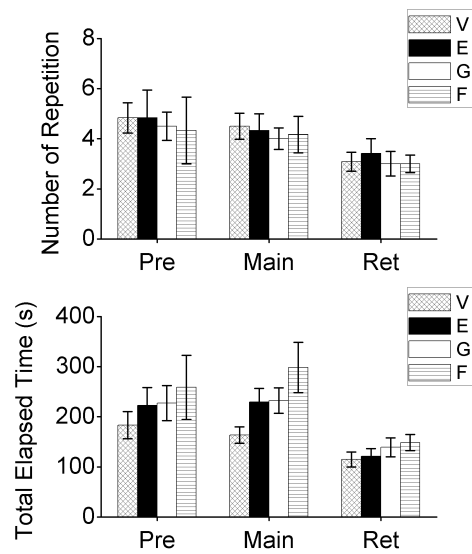 Number of Repetition
8
6
4
2
0
Pre Main Ret
V
E
G
F
Total Elapsed Time (s)
400
300
200
100
0
Pre Main Ret
V
E
G
F